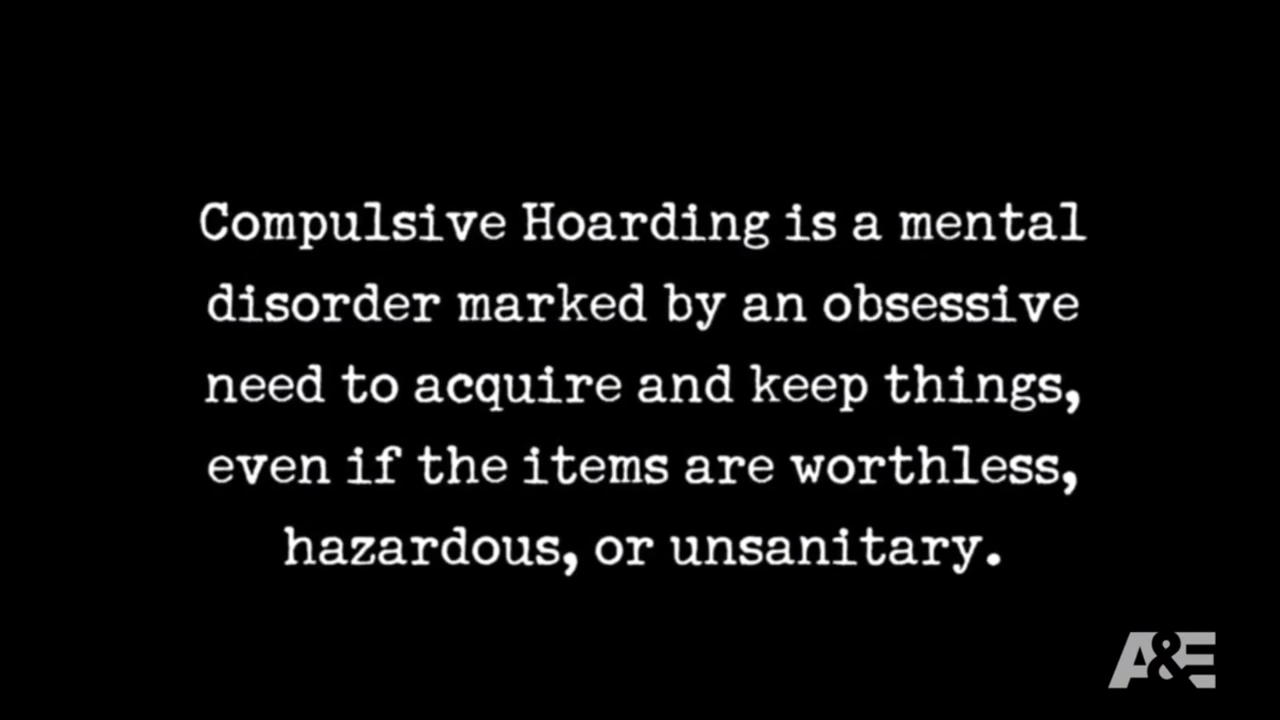 Compulsive Hoarding is a mental
disorder marked by an obsessive
need to acquire and keep things,
even if the items are worthless,
hazardous, or unsanitary.
A&E